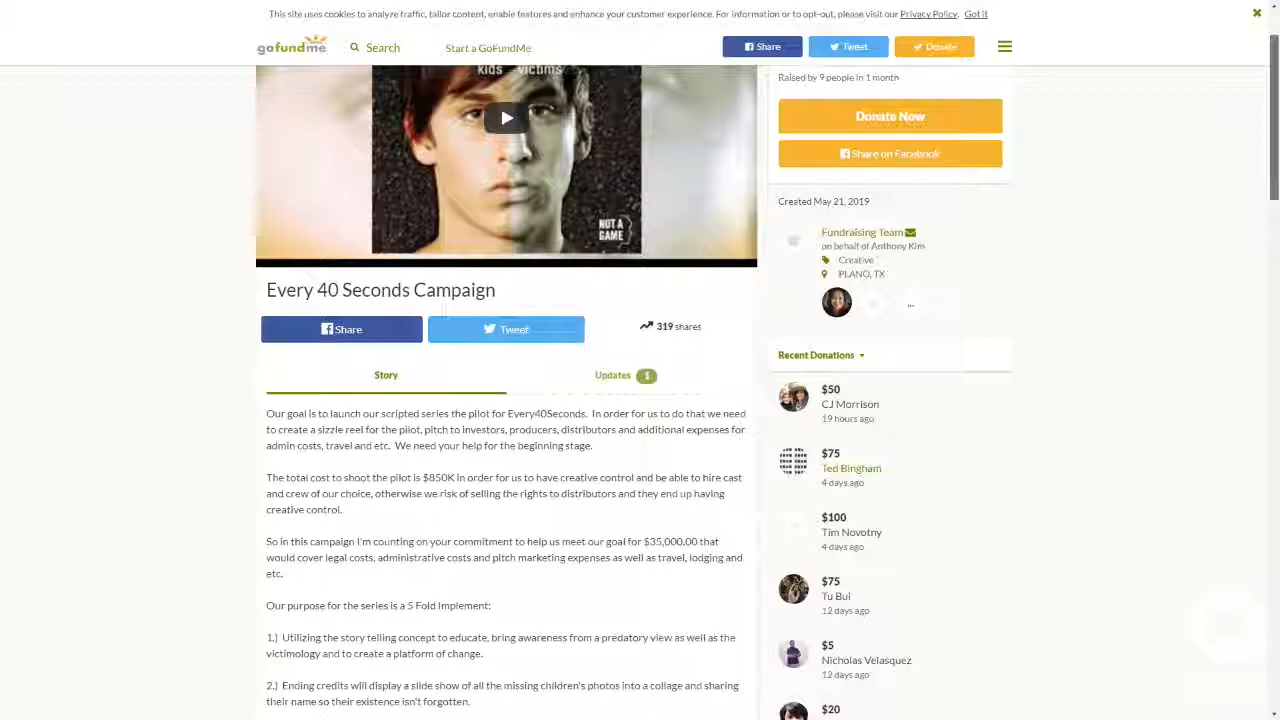 This site uses cookies to analyze traffic, tailor content, enable features and enhance your customer experience. For information or to opt-out, please visit our Privacy Policy. Got it
gofundme
Search
Start a GoFundMe
Share
Tweet
Donate
kids victims
NOT A
GAME
Raised by 9 people in 1 month
Donate Now
Share on Facebook
Created May 21, 2019
Fundraising Team
on behalf of Anthony Kim
Creative
PLANO, TX
Every 40 Seconds Campaign
Share
Tweet
319 shares
Story
Updates 1
Our goal is to launch our scripted series the pilot for Every40Seconds. In order for us to do that we need
to create a sizzle reel for the pilot, pitch to investors, producers, distributors and additional expenses for
admin costs, travel and etc. We need your help for the beginning stage.
The total cost to shoot the pilot is $850K in order for us to have creative control and be able to hire cast
and crew of our choice, otherwise we risk of selling the rights to distributors and they end up having
creative control.
So in this campaign I'm counting on your commitment to help us meet our goal for $35,000.00 that
would cover legal costs, administrative costs and pitch marketing expenses as well as travel, lodging and
etc.
Our purpose for the series is a 5 Fold Implement:
1.) Utilizing the story telling concept to educate, bring awareness from a predatory view as well as the
victimology and to create a platform of change.
2.) Ending credits will display a slide show of all the missing children's photos into a collage and sharing
their name so their existence isn't forgotten.
Recent Donations
$50
CJ Morrison
19 hours ago
$75
Ted Bingham
4 days ago
$100
Tim Novotny
4 days ago
$75
Tu Bui
12 days ago
$5
Nicholas Velasquez
12 days ago
$20